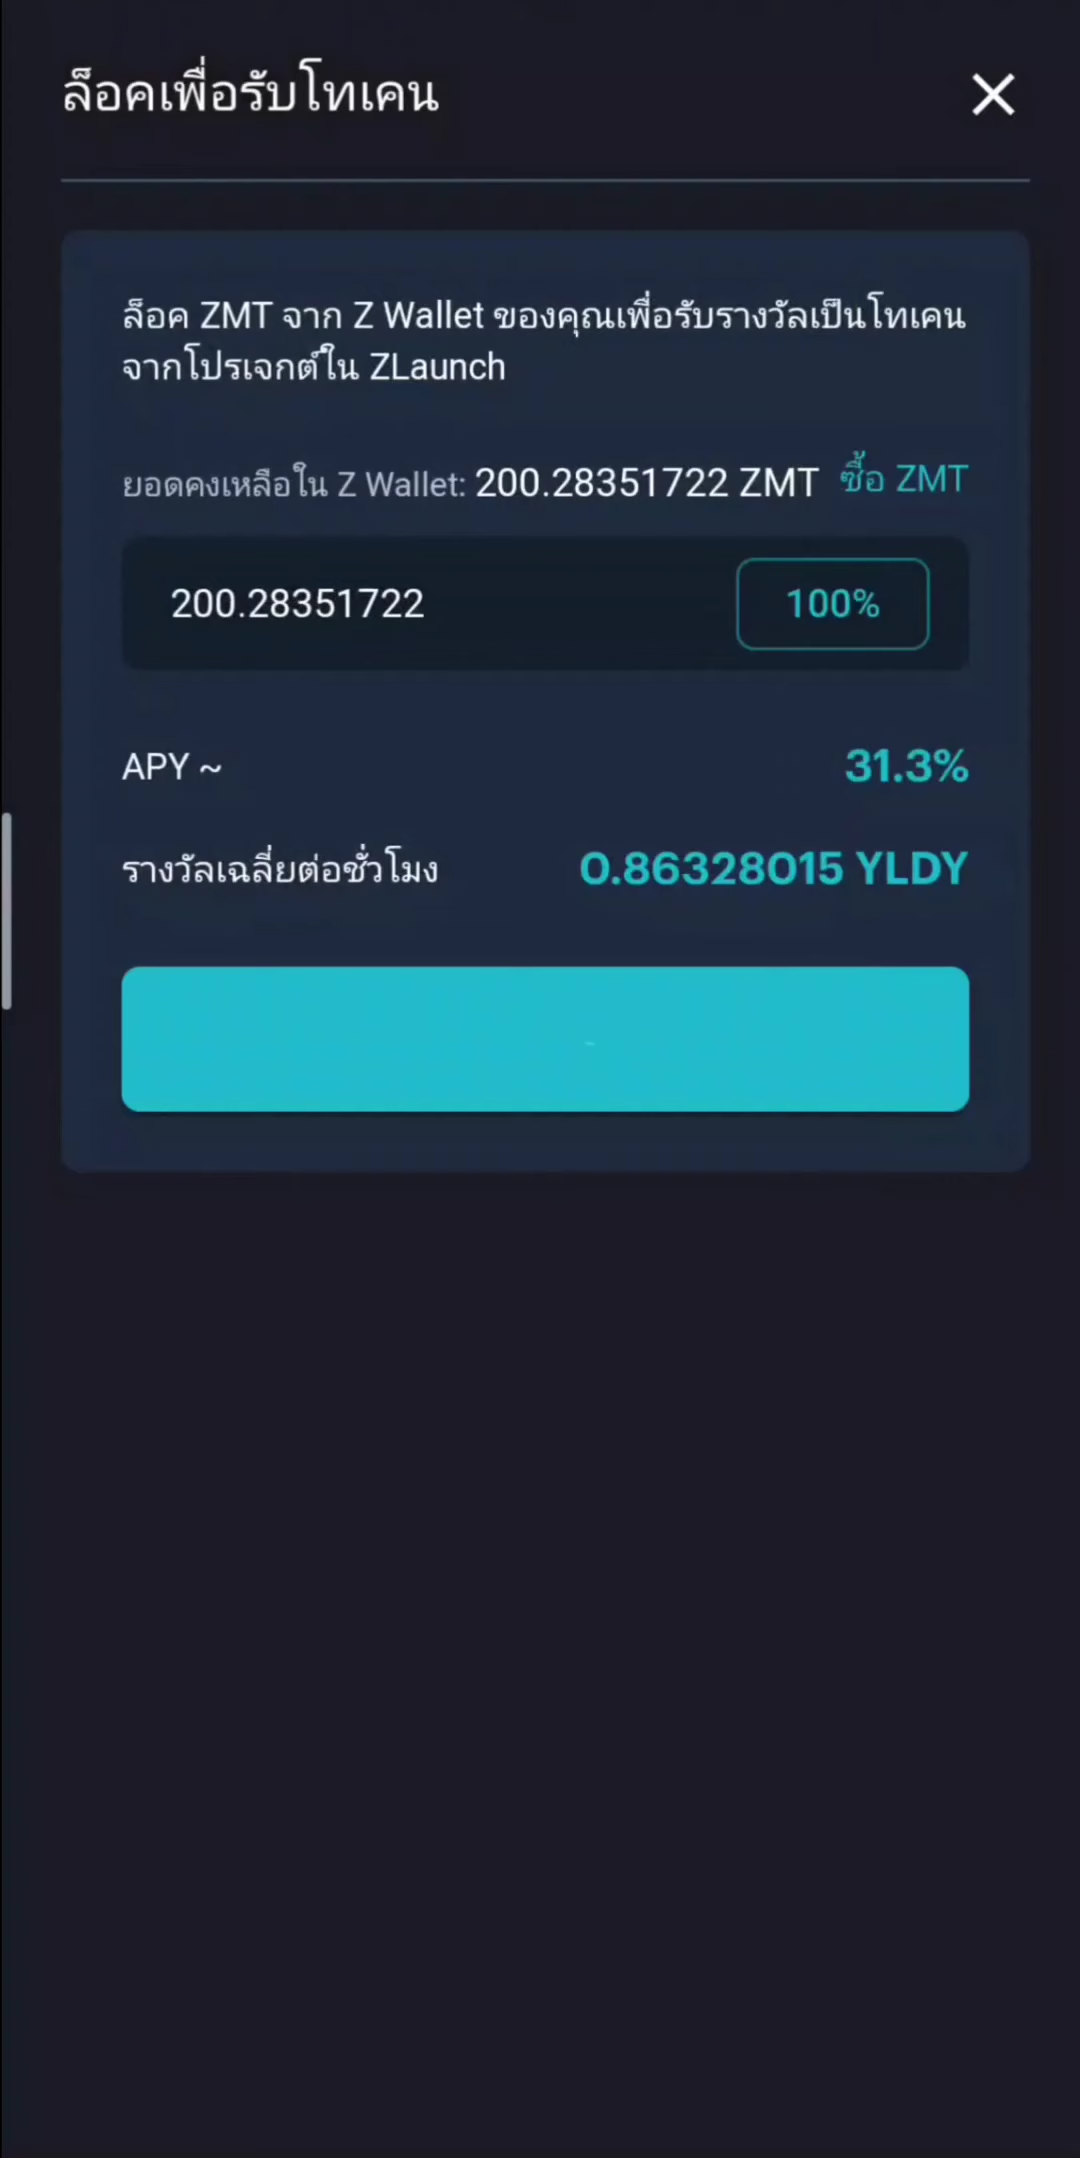 ล็อคเพื่อรับโทเคน
ล็อค ZMT จาก Z Wallet ของคุณเพื่อรับรางวัลเป็นโทเคน
จากโปรเจกต์ใน ZLaunch
ยอดคงเหลือใน Z Wallet: 200.28351722 ZMT ซื้อ ZMT
200.28351722 100%
APY ~ 31.3%
รางวัลเฉลี่ยต่อชั่วโมง 0.86328015 YLDY